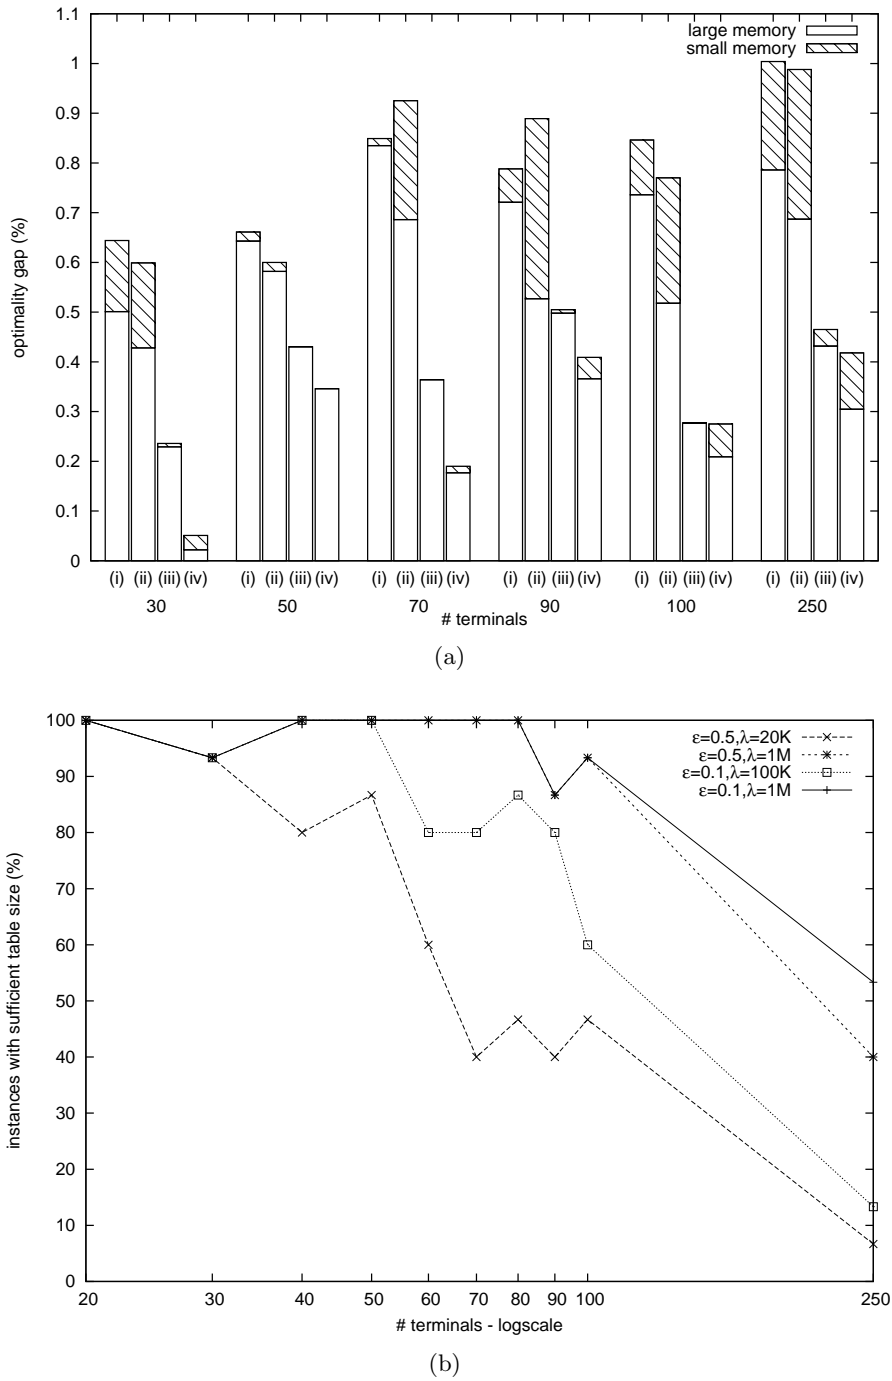 1.1
large memory
small memory
1
0.9
0.8
0.7
0.6
0.5
0.4
0.3
0.2
0.1
0
optimality gap (%)
(i) (ii) (iii) (iv) (i) (ii) (iii) (iv) (i) (ii) (iii) (iv) (i) (ii) (iii) (iv) (i) (ii) (iii) (iv) (i) (ii) (iii) (iv)
30 50 70 90 100 250
# terminals
(a)
100
ε=0.5,λ=20K
ε=0.5,λ=1M
ε=0.1,λ=100K
ε=0.1,λ=1M
90
80
70
60
50
40
30
20
10
0
instances with sufficient table size (%)
20 30 40 50 60 70 80 90 100 250
# terminals - logscale
(b)